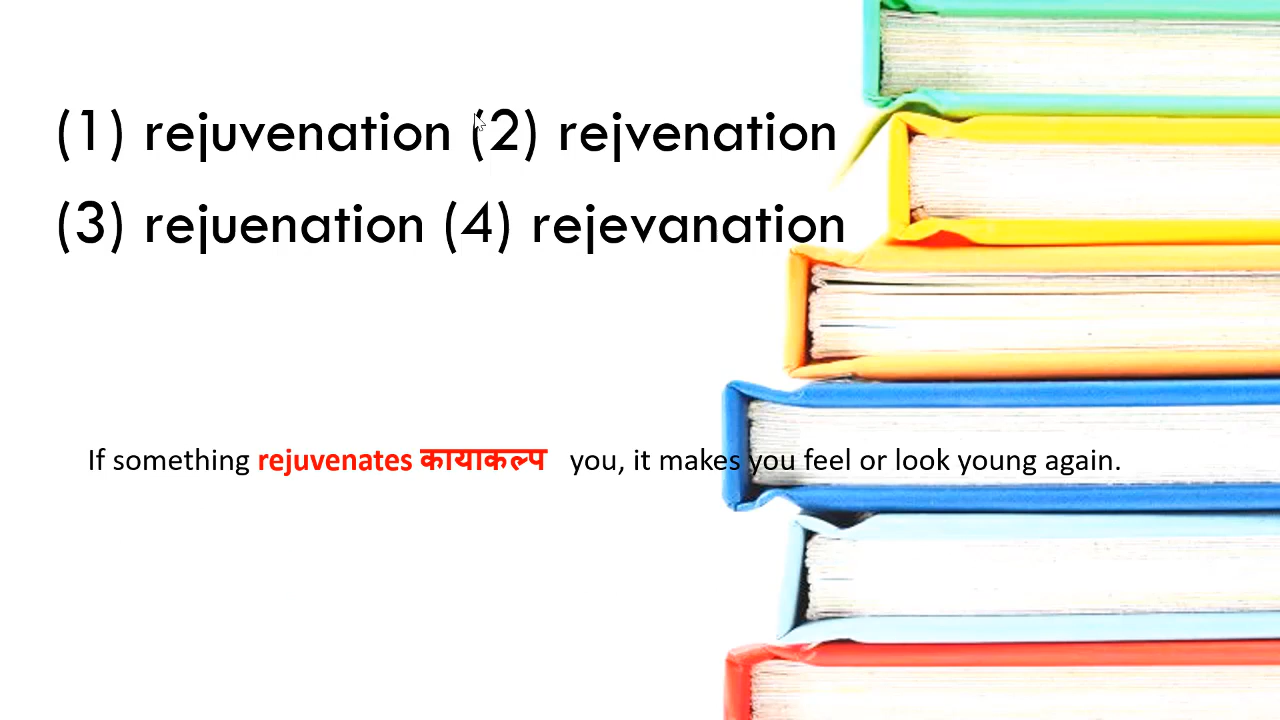 (1) rejuvenation (2) rejvenation
(3) rejuenation (4) rejevanation
If something rejuvenates कायाकल्प you, it makes you feel or look young again.